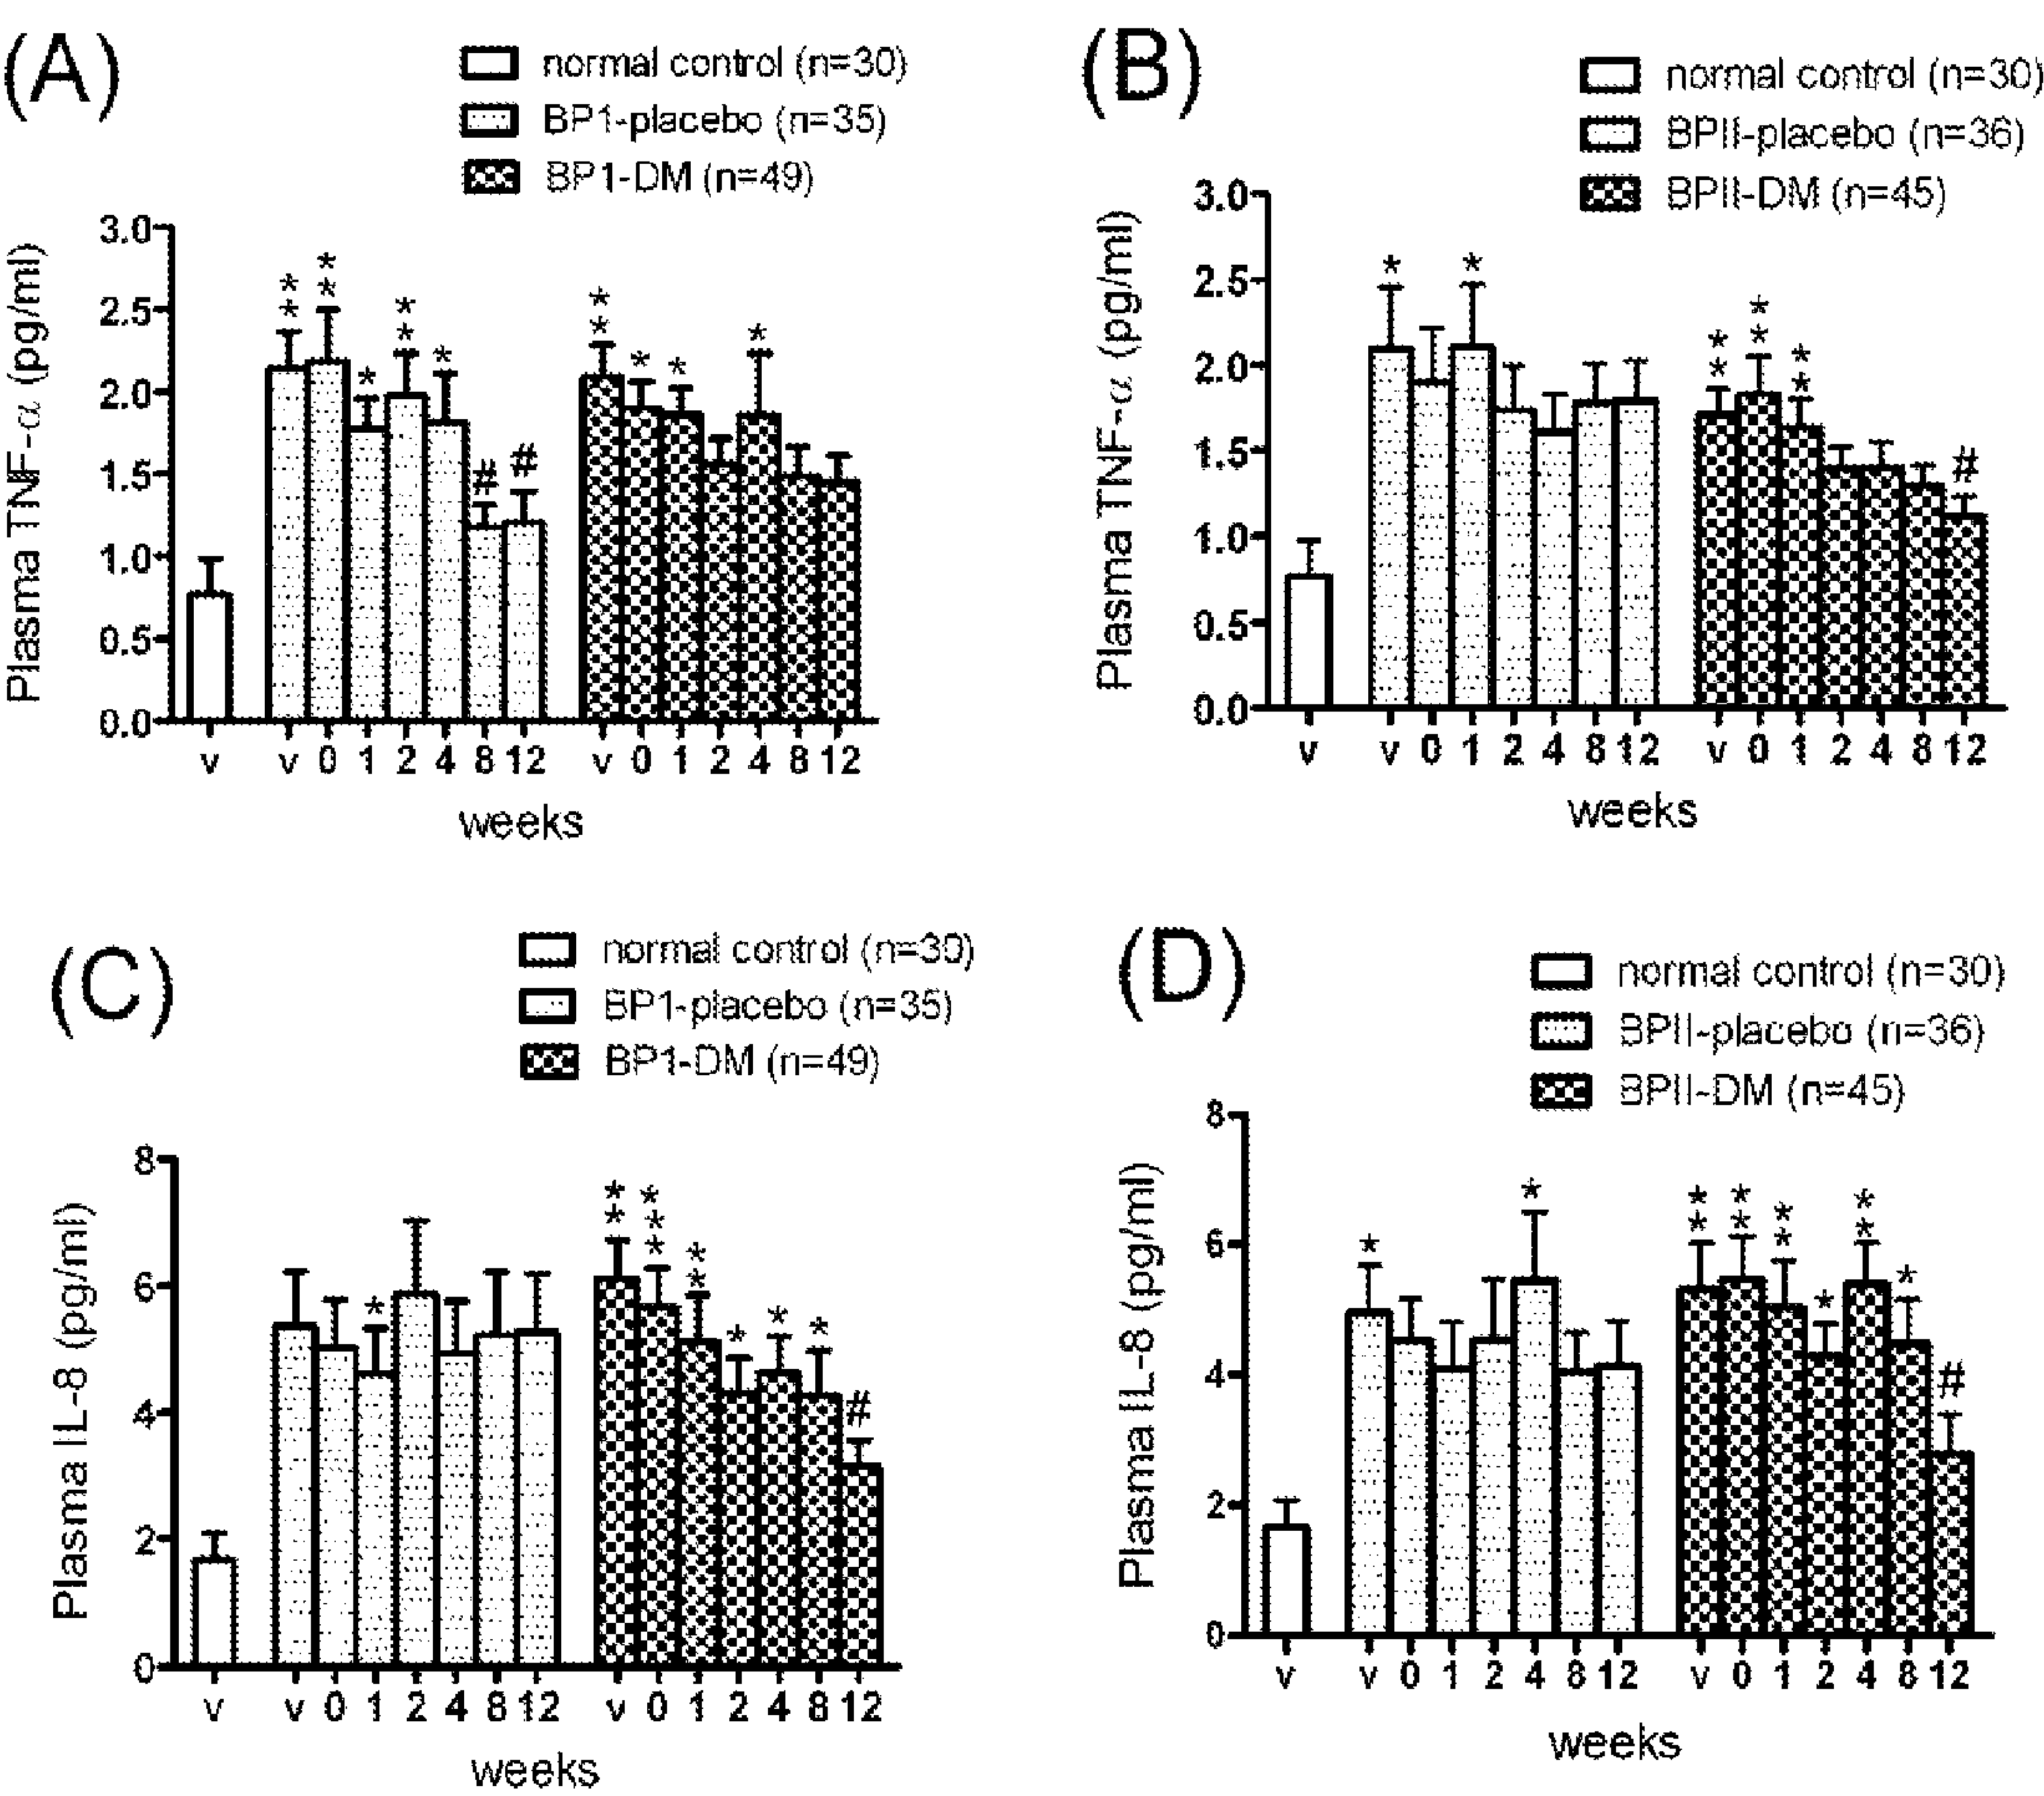 (A)
normal control (n=30)
BP1-placebo (n=35)
BP1-DM (n=49)
Plasma TNF-α (pg/ml)
3.0
2.5
2.0
1.5
1.0
0.5
0.0
** ** * ** * # #
** * * *
v v 0 1 2 4 8 12 v 0 1 2 4 8 12
weeks
(B)
normal control (n=30)
BPII-placebo (n=36)
BPII-DM (n=45)
Plasma TNF-α (pg/ml)
3.0
2.5
2.0
1.5
1.0
0.5
0.0
* *
** ** ** #
v v 0 1 2 4 8 12 v 0 1 2 4 8 12
weeks
(C)
normal control (n=30)
BP1-placebo (n=35)
BP1-DM (n=49)
Plasma IL-8 (pg/ml)
8
6
4
2
0
*
** *** ** * * * #
v v 0 1 2 4 8 12 v 0 1 2 4 8 12
weeks
(D)
normal control (n=30)
BPII-placebo (n=36)
BPII-DM (n=45)
Plasma IL-8 (pg/ml)
8
6
4
2
0
* *
** ** ** * ** * #
v v 0 1 2 4 8 12 v 0 1 2 4 8 12
weeks